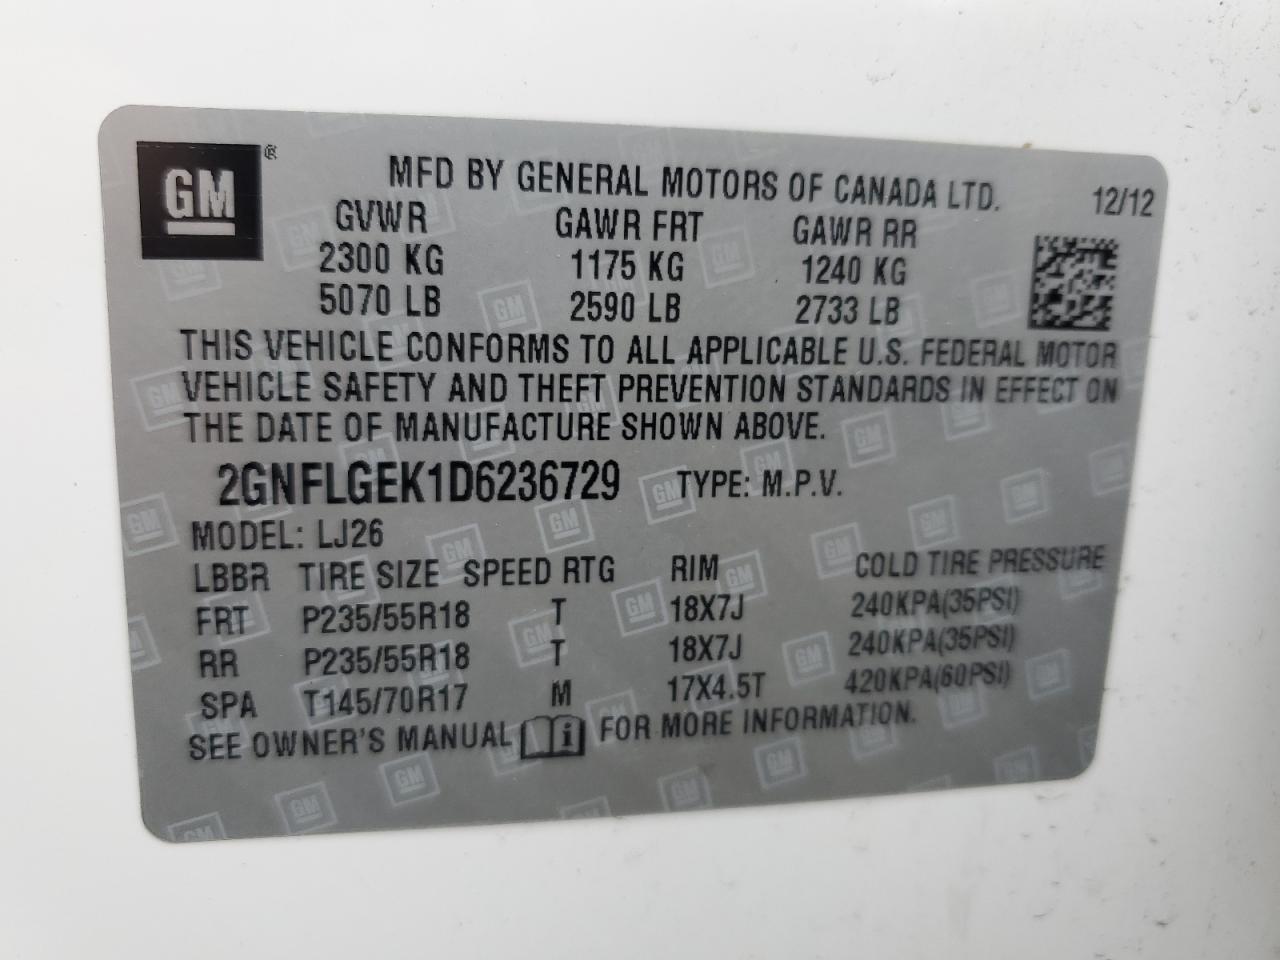 GM ®
MFD BY GENERAL MOTORS OF CANADA LTD. 12/12
GVWR GAWR FRT GAWR RR
2300 KG 1175 KG 1240 KG
5070 LB 2590 LB 2733 LB
THIS VEHICLE CONFORMS TO ALL APPLICABLE U.S. FEDERAL MOTOR
VEHICLE SAFETY AND THEFT PREVENTION STANDARDS IN EFFECT ON
THE DATE OF MANUFACTURE SHOWN ABOVE.
2GNFLGEK1D6236729 TYPE: M.P.V.
MODEL: LJ26
LBBR TIRE SIZE SPEED RTG RIM COLD TIRE PRESSURE
FRT P235/55R18 T 18X7J 240KPA(35PSI)
RR P235/55R18 T 18X7J 240KPA(35PSI)
SPA T145/70R17 M 17X4.5T 420KPA(60PSI)
SEE OWNER'S MANUAL i FOR MORE INFORMATION.